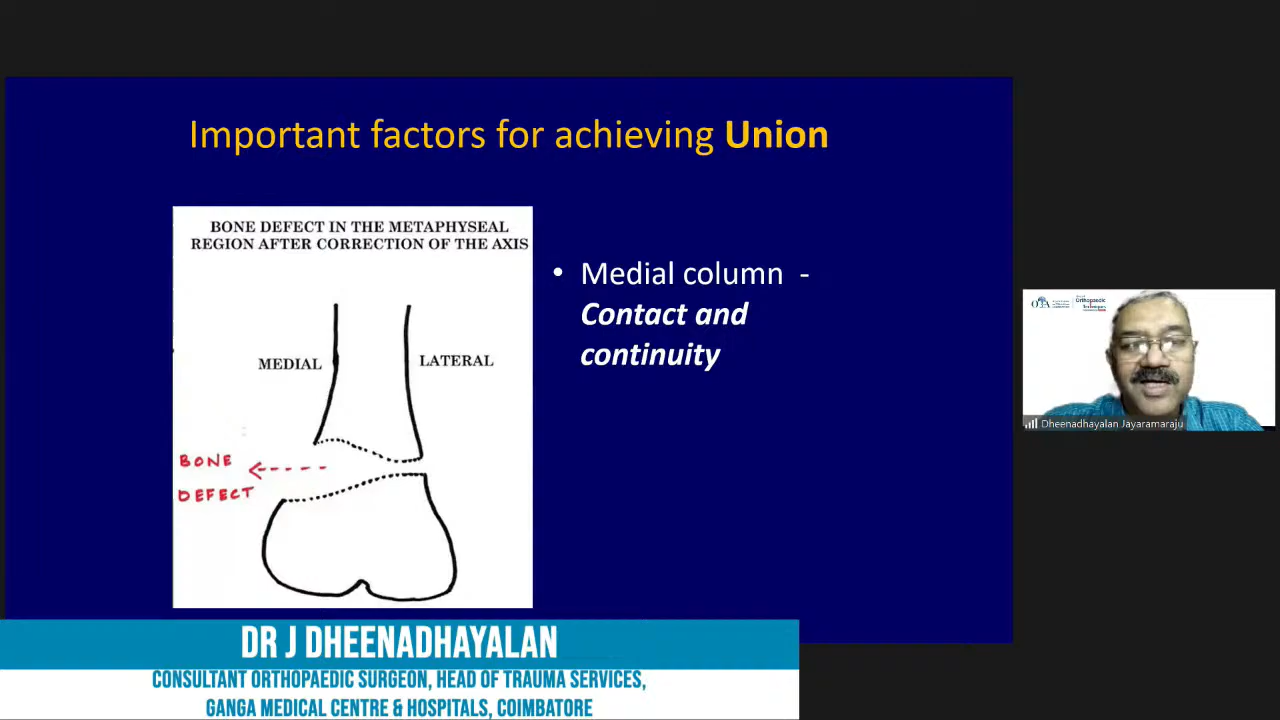 Important factors for achieving Union
BONE DEFECT IN THE METAPHYSEAL
REGION AFTER CORRECTION OF THE AXIS
MEDIAL
LATERAL
BONE
DEFECT
• Medial column -
Contact and
continuity
Orthopaedic
Techniques
Dheenadhayalan Jayaramaraju
DR J DHEENADHAYALAN
CONSULTANT ORTHOPAEDIC SURGEON, HEAD OF TRAUMA SERVICES,
GANGA MEDICAL CENTRE & HOSPITALS, COIMBATORE